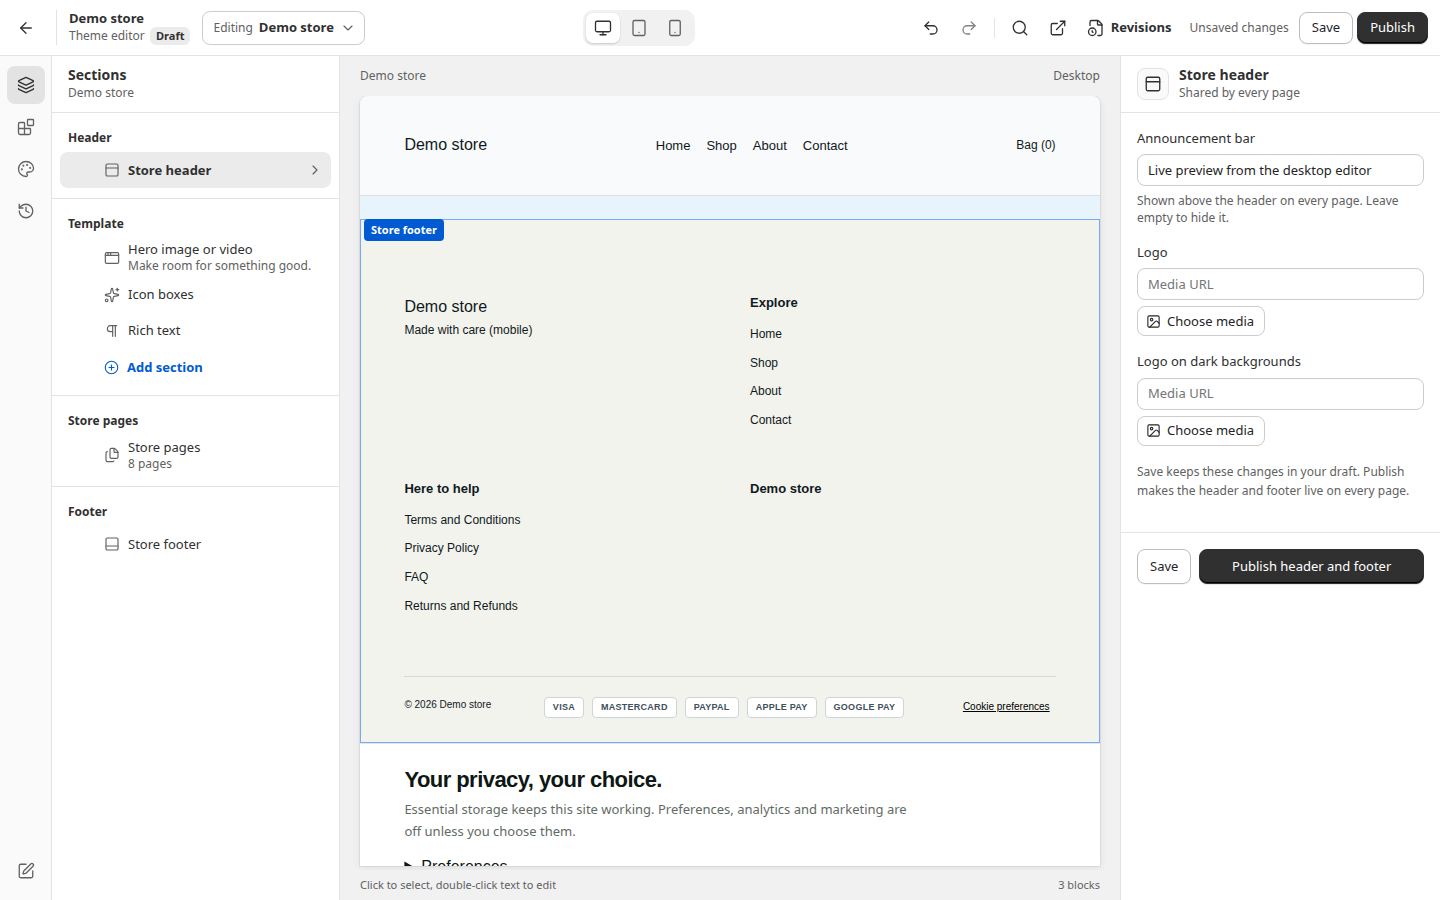 Demo store
Theme editor Draft
Editing Demo store
Revisions
Unsaved changes
Save
Publish
Sections
Demo store
Header
Store header
Template
Hero image or video
Make room for something good.
Icon boxes
Rich text
Add section
Store pages
Store pages
8 pages
Footer
Store footer
Demo store
Desktop
Demo store
Home Shop About Contact
Bag (0)
Store footer
Demo store
Made with care (mobile)
Explore
Home
Shop
About
Contact
Here to help
Terms and Conditions
Privacy Policy
FAQ
Returns and Refunds
Demo store
© 2026 Demo store
VISA MASTERCARD PAYPAL APPLE PAY GOOGLE PAY
Cookie preferences
Your privacy, your choice.
Essential storage keeps this site working. Preferences, analytics and marketing are
off unless you choose them.
Preferences
Click to select, double-click text to edit
3 blocks
Store header
Shared by every page
Announcement bar
Live preview from the desktop editor
Shown above the header on every page. Leave
empty to hide it.
Logo
Media URL
Choose media
Logo on dark backgrounds
Media URL
Choose media
Save keeps these changes in your draft. Publish
makes the header and footer live on every page.
Save
Publish header and footer